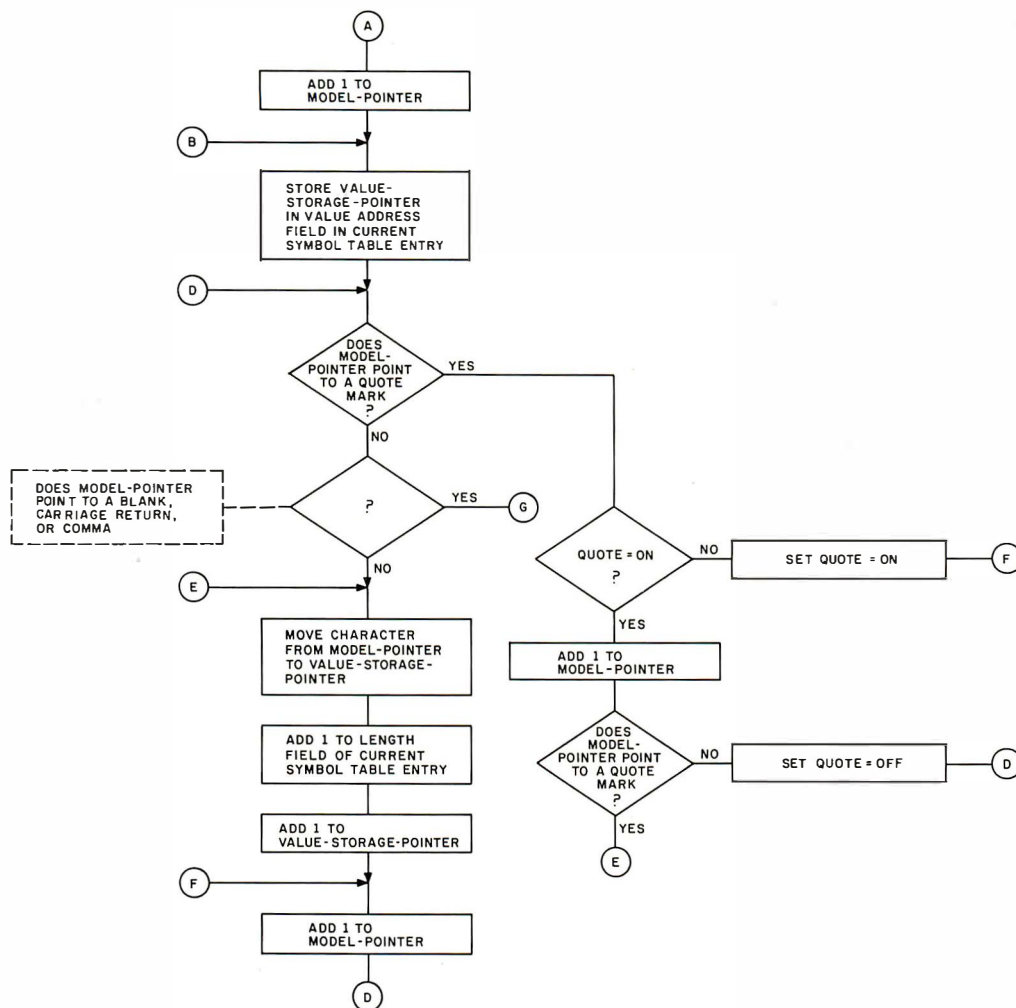 A
ADD 1 TO
MODEL-POINTER
B
STORE VALUE-
STORAGE-POINTER
IN VALUE ADDRESS
FIELD IN CURRENT
SYMBOL TABLE ENTRY
D
DOES
MODEL-
POINTER POINT
TO A QUOTE
MARK
?
YES
NO
DOES MODEL-POINTER
POINT TO A BLANK,
CARRIAGE RETURN,
OR COMMA
?
YES
G
NO
E
MOVE CHARACTER
FROM MODEL-POINTER
TO VALUE-STORAGE-
POINTER
ADD 1 TO LENGTH
FIELD OF CURRENT
SYMBOL TABLE ENTRY
ADD 1 TO
VALUE-STORAGE-POINTER
F
ADD 1 TO
MODEL-POINTER
D
QUOTE = ON
?
NO
SET QUOTE = ON
F
YES
ADD 1 TO
MODEL-POINTER
DOES
MODEL-
POINTER POINT
TO A QUOTE
MARK
?
NO
SET QUOTE = OFF
D
YES
E